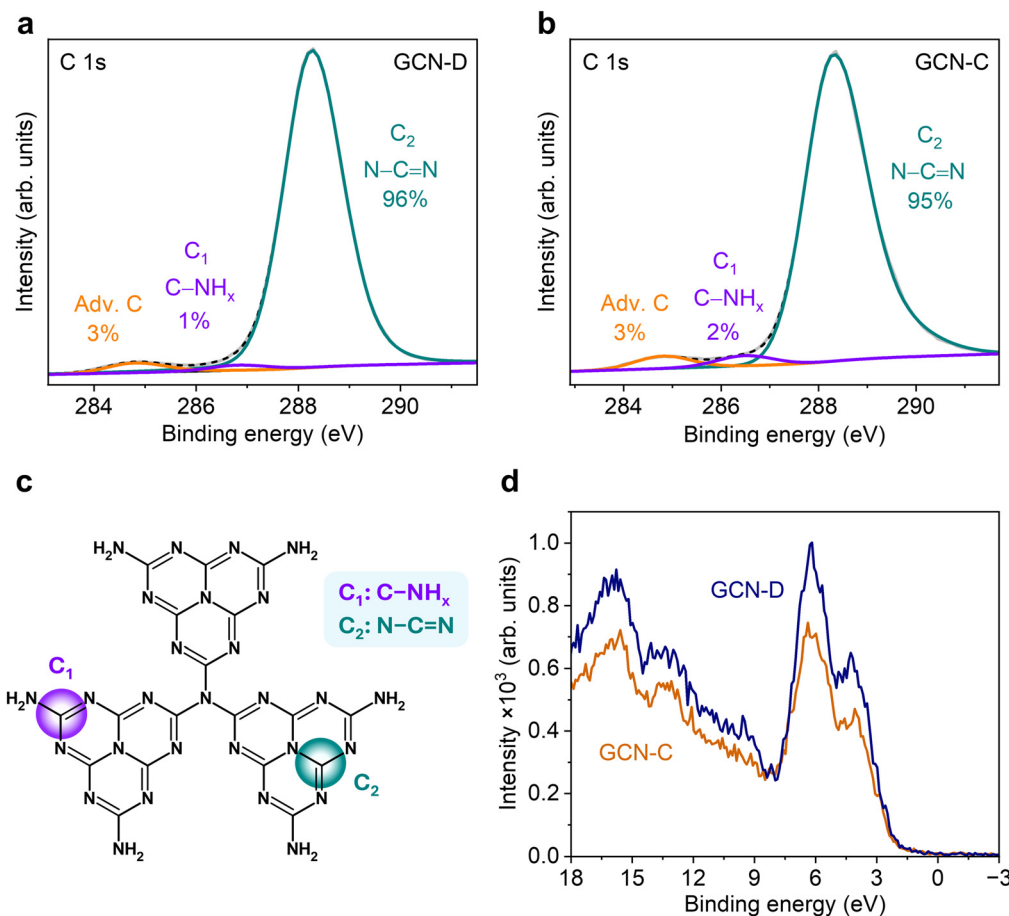 a
C 1s
GCN-D
C₂
N–C=N
96%
C₁
C–NHₓ
1%
Adv. C
3%
Intensity (arb. units)
284 286 288 290
Binding energy (eV)
b
C 1s
GCN-C
C₂
N–C=N
95%
C₁
C–NHₓ
2%
Adv. C
3%
Intensity (arb. units)
284 286 288 290
Binding energy (eV)
c
H₂N N N NH₂
N N N
N N
C₁: C–NHₓ
C₂: N–C=N
C₁
H₂N N N N N N NH₂
N N N N N N
C₂
N N N N
NH₂ NH₂
d
Intensity ×10³ (arb. units)
1.0
0.8
0.6
0.4
0.2
0.0
GCN-D
GCN-C
18 15 12 9 6 3 0 −3
Binding energy (eV)